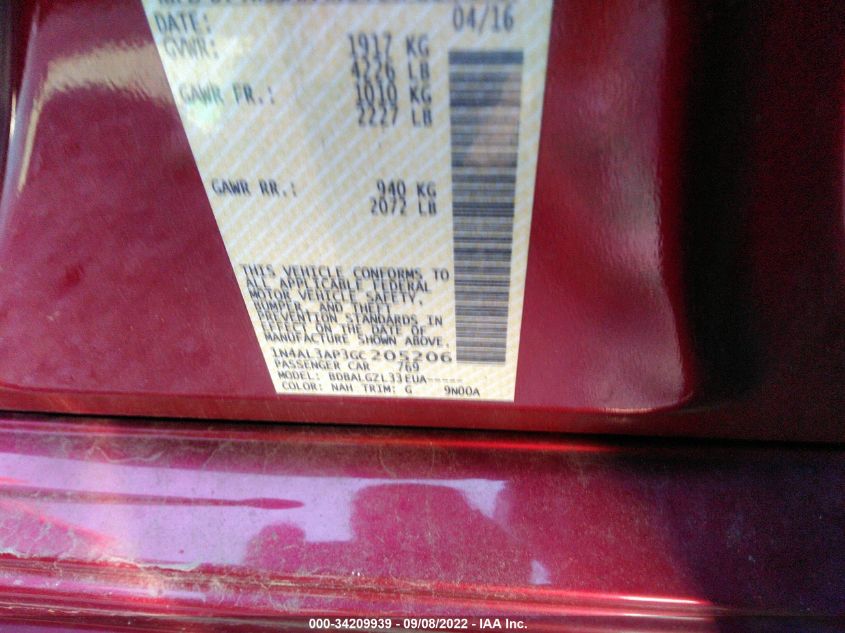 DATE: 04/16
GVWR: 1917 KG
4226 LB
GAWR FR.: 1010 KG
2227 LB
GAWR RR.: 940 KG
2072 LB
THIS VEHICLE CONFORMS TO
ALL APPLICABLE FEDERAL
MOTOR VEHICLE SAFETY,
BUMPER, AND THEFT
PREVENTION STANDARDS IN
EFFECT ON THE DATE OF
MANUFACTURE SHOWN ABOVE.
1N4AL3AP3GC205206
PASSENGER CAR 769
MODEL: BDBALGZL33EUA-----
COLOR: NAH TRIM: G 9N00A
000-34209939 - 09/08/2022 - IAA Inc.